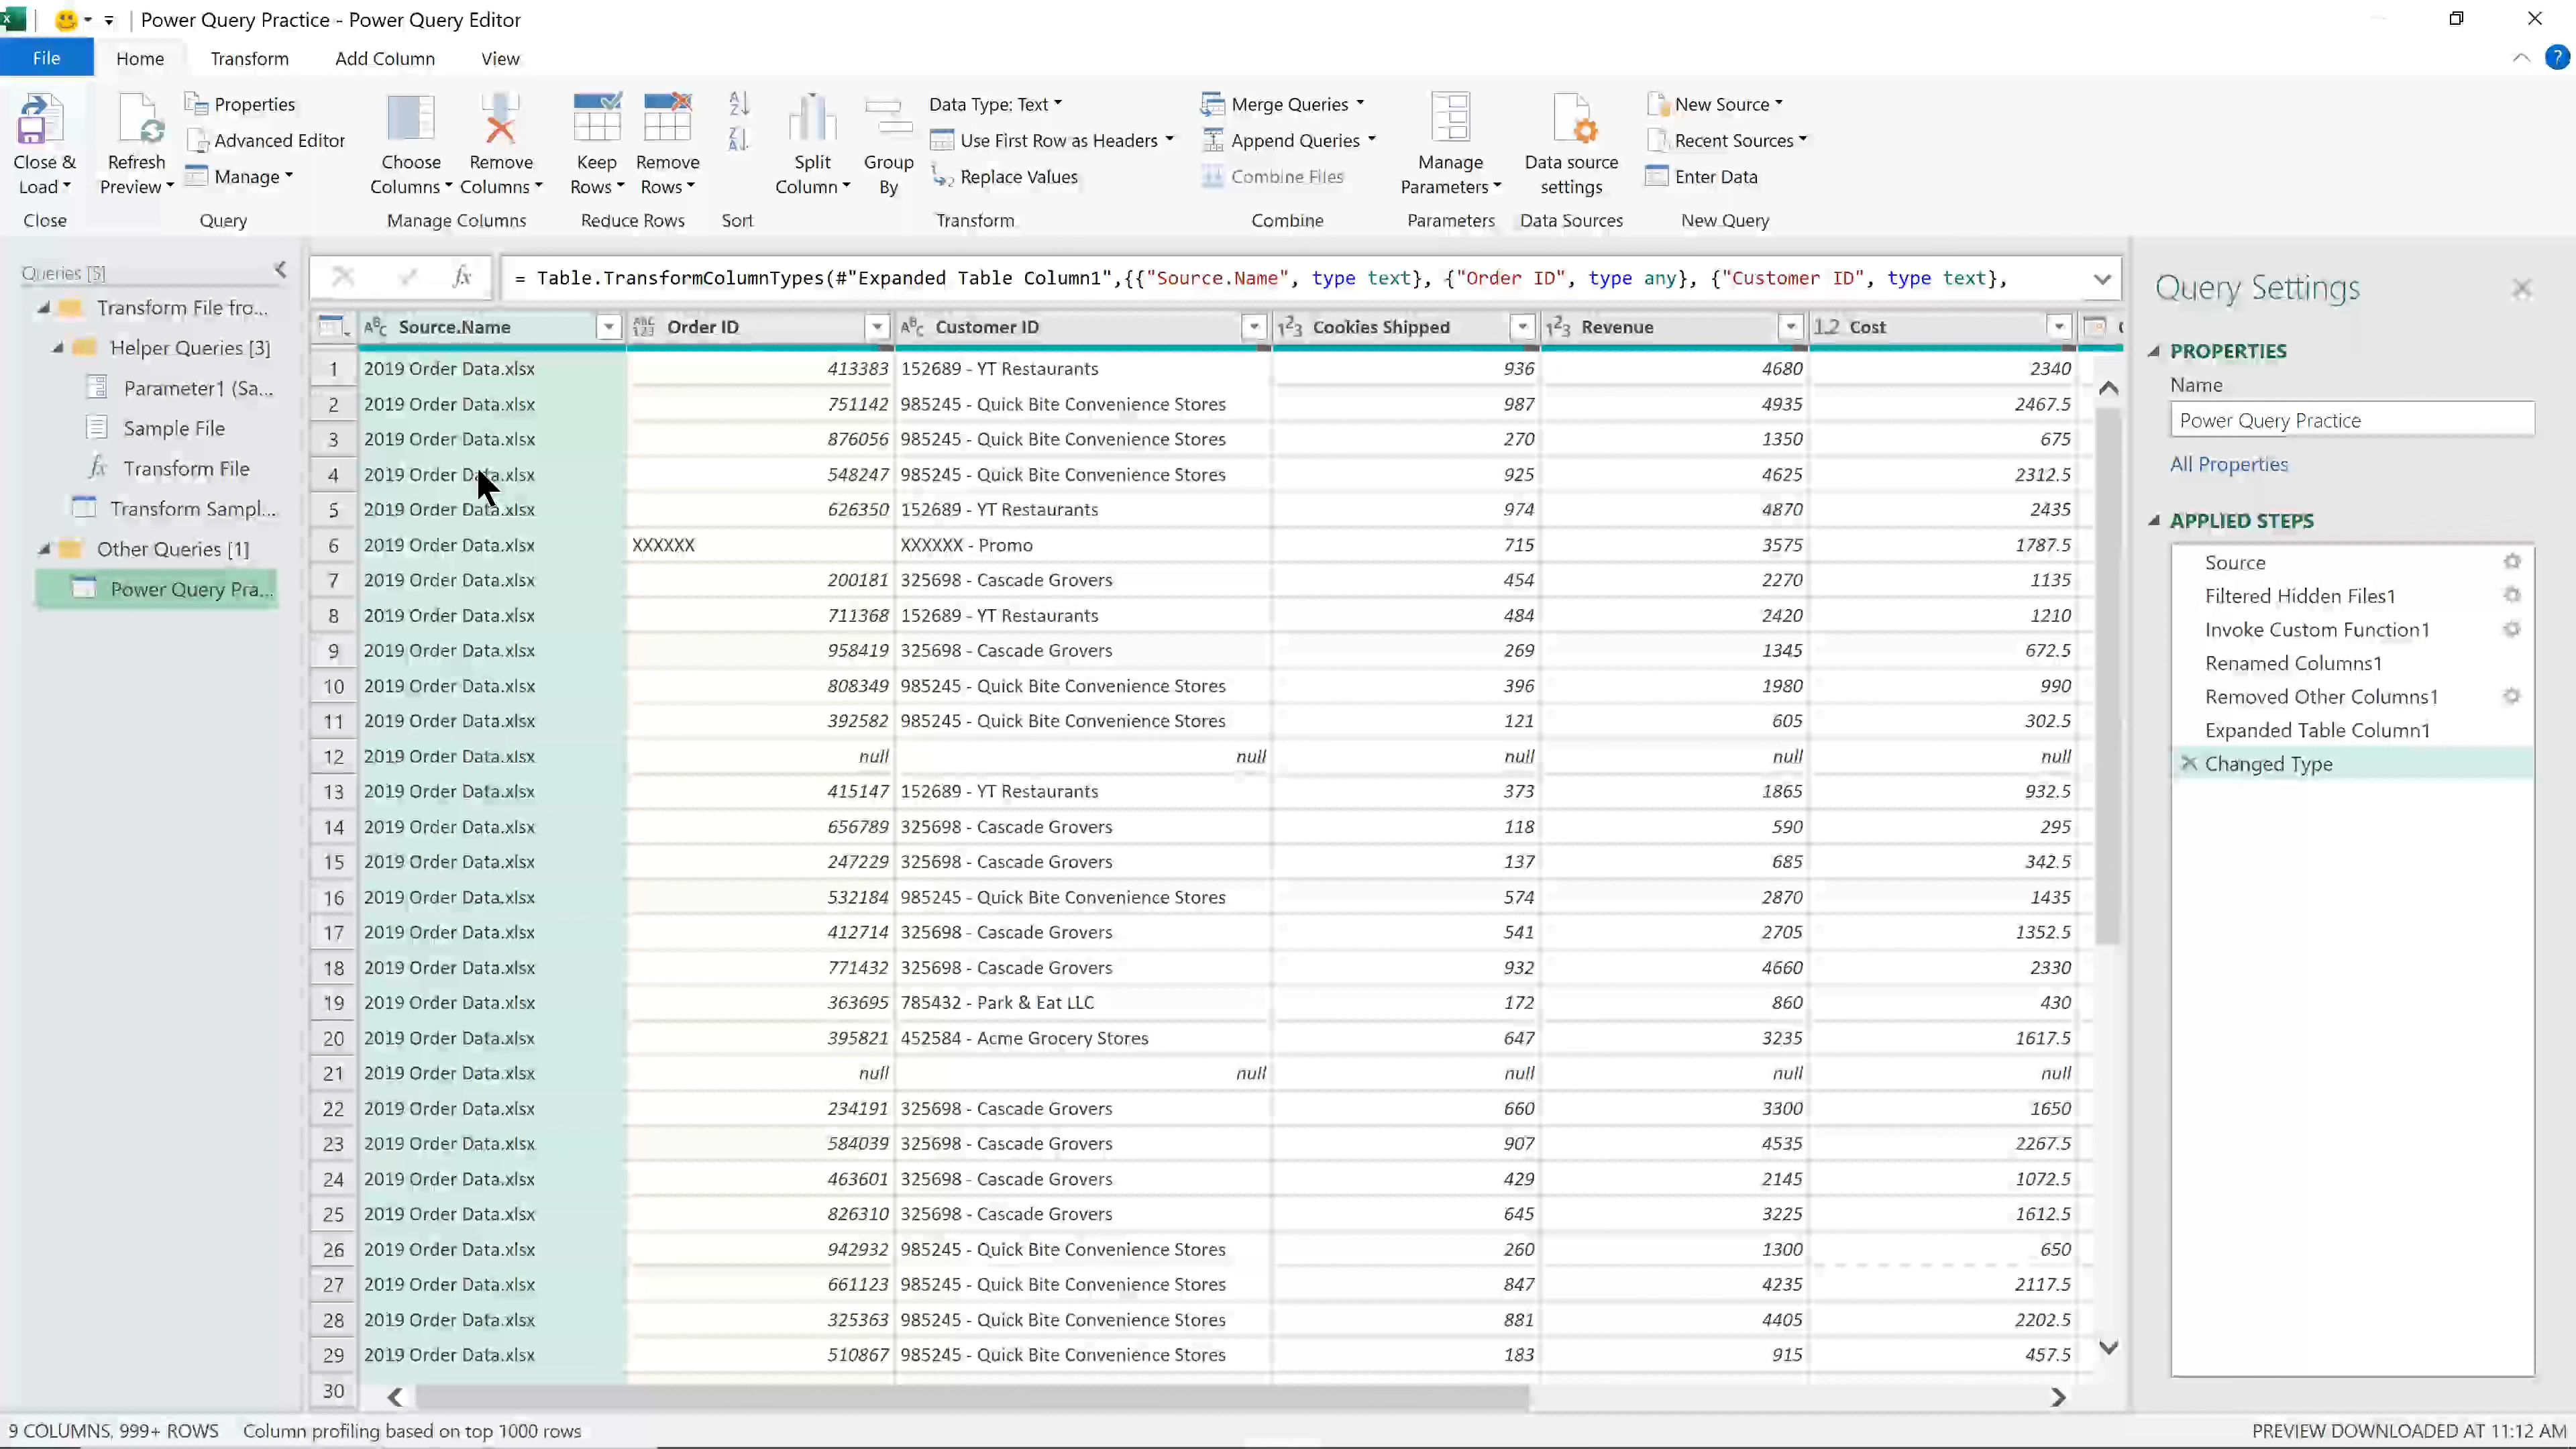 Power Query Practice - Power Query Editor
File Home Transform Add Column View
Close & Load
Close
Refresh Preview
Properties
Advanced Editor
Manage
Query
Choose Columns
Remove Columns
Manage Columns
Keep Rows
Remove Rows
Reduce Rows
Sort
Split Column
Group By
Data Type: Text
Use First Row as Headers
Replace Values
Transform
Merge Queries
Append Queries
Combine Files
Combine
Manage Parameters
Parameters
Data source settings
Data Sources
New Source
Recent Sources
Enter Data
New Query
Queries [5]
Transform File fro...
Helper Queries [3]
Parameter1 (Sa...
Sample File
Transform File
Transform Sampl...
Other Queries [1]
Power Query Pra...
= Table.TransformColumnTypes(#"Expanded Table Column1",{{"Source.Name", type text}, {"Order ID", type any}, {"Customer ID", type text},
Source.Name Order ID Customer ID Cookies Shipped Revenue Cost
1 2019 Order Data.xlsx 413383 152689 - YT Restaurants 936 4680 2340
2 2019 Order Data.xlsx 751142 985245 - Quick Bite Convenience Stores 987 4935 2467.5
3 2019 Order Data.xlsx 876056 985245 - Quick Bite Convenience Stores 270 1350 675
4 2019 Order Data.xlsx 548247 985245 - Quick Bite Convenience Stores 925 4625 2312.5
5 2019 Order Data.xlsx 626350 152689 - YT Restaurants 974 4870 2435
6 2019 Order Data.xlsx XXXXXX XXXXXX - Promo 715 3575 1787.5
7 2019 Order Data.xlsx 200181 325698 - Cascade Grovers 454 2270 1135
8 2019 Order Data.xlsx 711368 152689 - YT Restaurants 484 2420 1210
9 2019 Order Data.xlsx 958419 325698 - Cascade Grovers 269 1345 672.5
10 2019 Order Data.xlsx 808349 985245 - Quick Bite Convenience Stores 396 1980 990
11 2019 Order Data.xlsx 392582 985245 - Quick Bite Convenience Stores 121 605 302.5
12 2019 Order Data.xlsx null null null null null
13 2019 Order Data.xlsx 415147 152689 - YT Restaurants 373 1865 932.5
14 2019 Order Data.xlsx 656789 325698 - Cascade Grovers 118 590 295
15 2019 Order Data.xlsx 247229 325698 - Cascade Grovers 137 685 342.5
16 2019 Order Data.xlsx 532184 985245 - Quick Bite Convenience Stores 574 2870 1435
17 2019 Order Data.xlsx 412714 325698 - Cascade Grovers 541 2705 1352.5
18 2019 Order Data.xlsx 771432 325698 - Cascade Grovers 932 4660 2330
19 2019 Order Data.xlsx 363695 785432 - Park & Eat LLC 172 860 430
20 2019 Order Data.xlsx 395821 452584 - Acme Grocery Stores 647 3235 1617.5
21 2019 Order Data.xlsx null null null null null
22 2019 Order Data.xlsx 234191 325698 - Cascade Grovers 660 3300 1650
23 2019 Order Data.xlsx 584039 325698 - Cascade Grovers 907 4535 2267.5
24 2019 Order Data.xlsx 463601 325698 - Cascade Grovers 429 2145 1072.5
25 2019 Order Data.xlsx 826310 325698 - Cascade Grovers 645 3225 1612.5
26 2019 Order Data.xlsx 942932 985245 - Quick Bite Convenience Stores 260 1300 650
27 2019 Order Data.xlsx 661123 985245 - Quick Bite Convenience Stores 847 4235 2117.5
28 2019 Order Data.xlsx 325363 985245 - Quick Bite Convenience Stores 881 4405 2202.5
29 2019 Order Data.xlsx 510867 985245 - Quick Bite Convenience Stores 183 915 457.5
30
Query Settings
PROPERTIES
Name
Power Query Practice
All Properties
APPLIED STEPS
Source
Filtered Hidden Files1
Invoke Custom Function1
Renamed Columns1
Removed Other Columns1
Expanded Table Column1
Changed Type
9 COLUMNS, 999+ ROWS Column profiling based on top 1000 rows
PREVIEW DOWNLOADED AT 11:12 AM